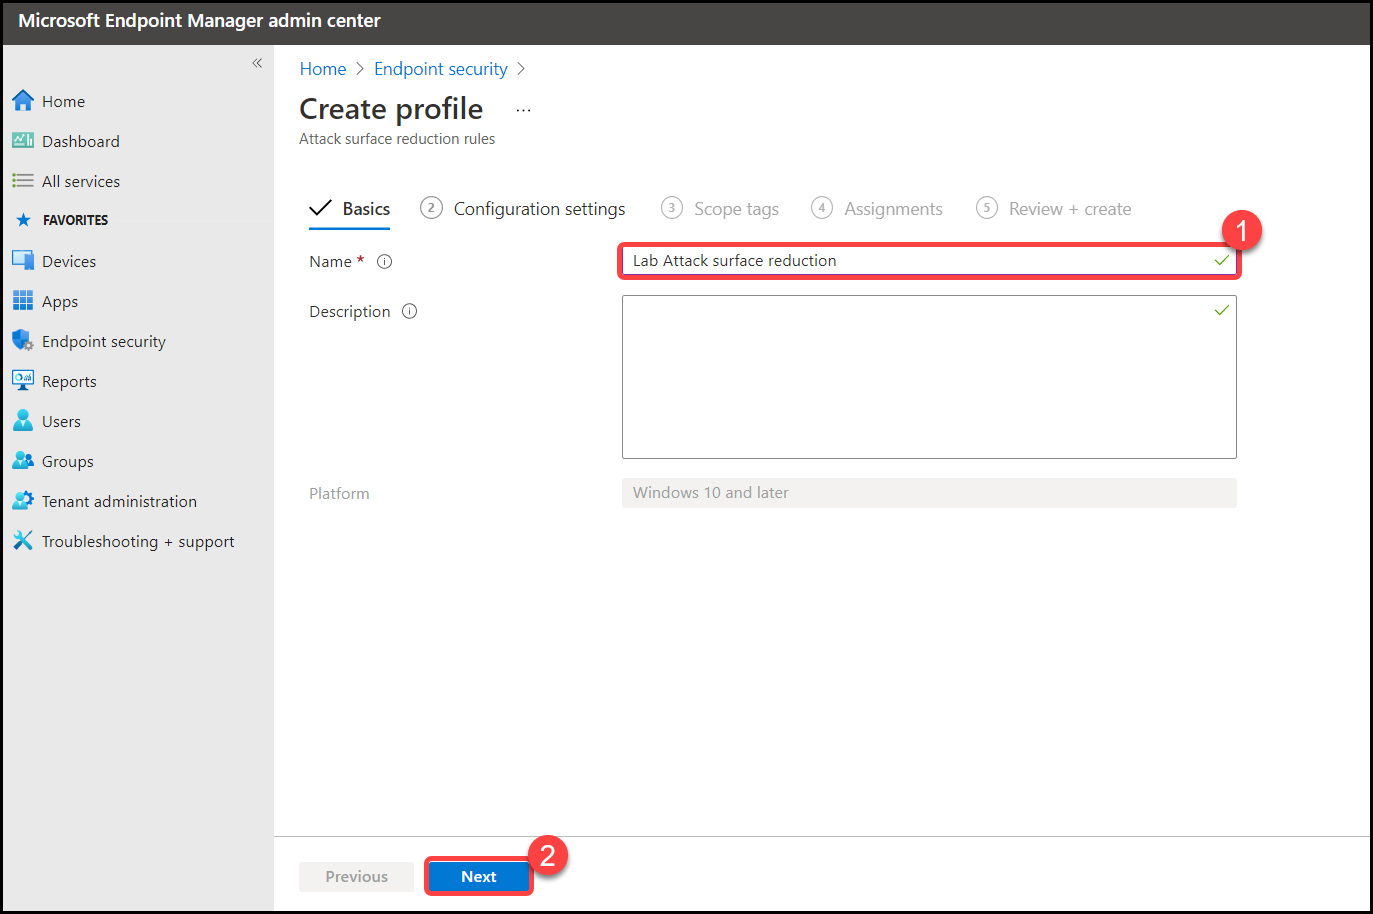 Microsoft Endpoint Manager admin center
«
Home
Dashboard
All services
FAVORITES
Devices
Apps
Endpoint security
Reports
Users
Groups
Tenant administration
Troubleshooting + support
Home > Endpoint security >
Create profile ...
Attack surface reduction rules
Basics 2 Configuration settings 3 Scope tags 4 Assignments 5 Review + create
1
Name * i Lab Attack surface reduction
Description i
Platform Windows 10 and later
2
Previous Next